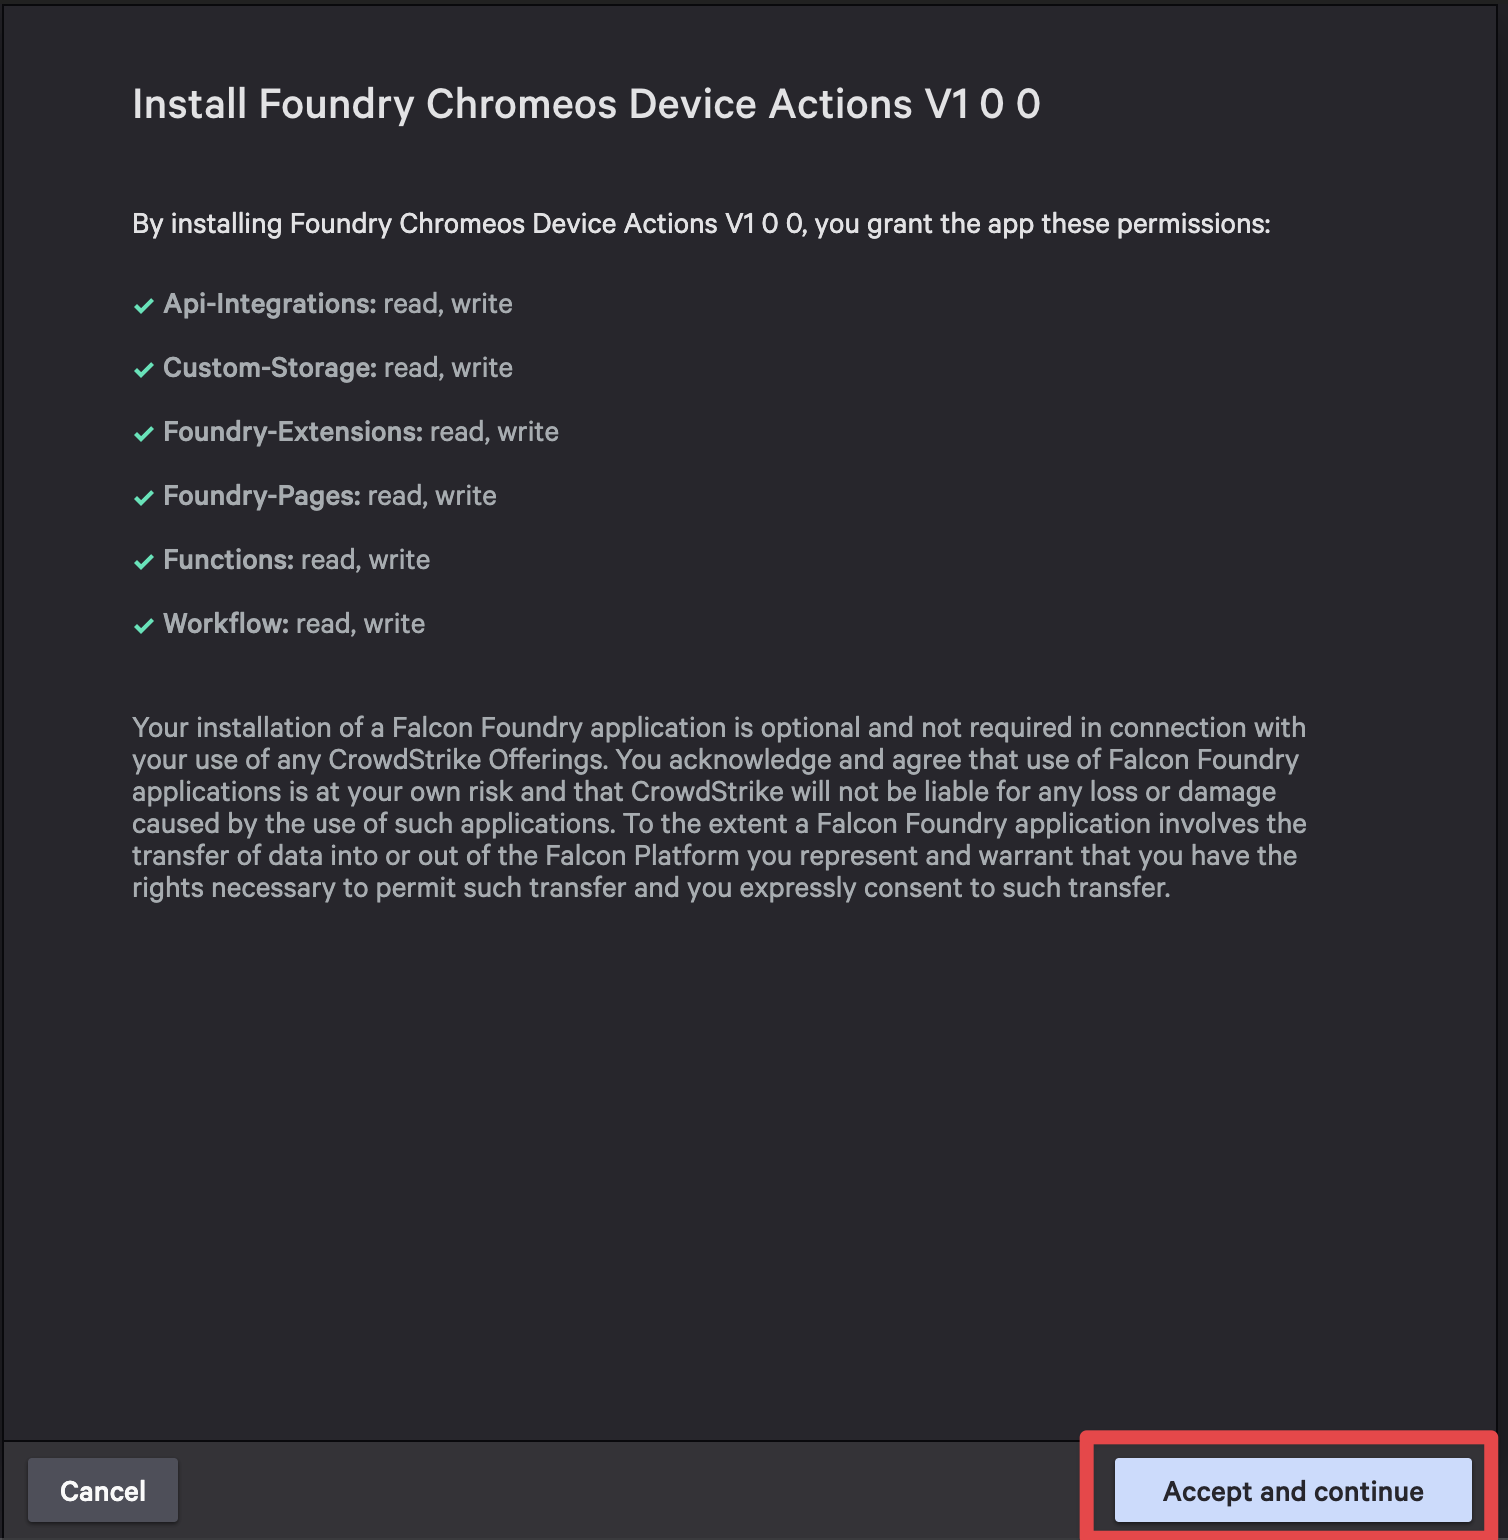 Install Foundry Chromeos Device Actions V1 0 0
By installing Foundry Chromeos Device Actions V1 0 0, you grant the app these permissions:
Api-Integrations: read, write
Custom-Storage: read, write
Foundry-Extensions: read, write
Foundry-Pages: read, write
Functions: read, write
Workflow: read, write
Your installation of a Falcon Foundry application is optional and not required in connection with
your use of any CrowdStrike Offerings. You acknowledge and agree that use of Falcon Foundry
applications is at your own risk and that CrowdStrike will not be liable for any loss or damage
caused by the use of such applications. To the extent a Falcon Foundry application involves the
transfer of data into or out of the Falcon Platform you represent and warrant that you have the
rights necessary to permit such transfer and you expressly consent to such transfer.
Cancel
Accept and continue